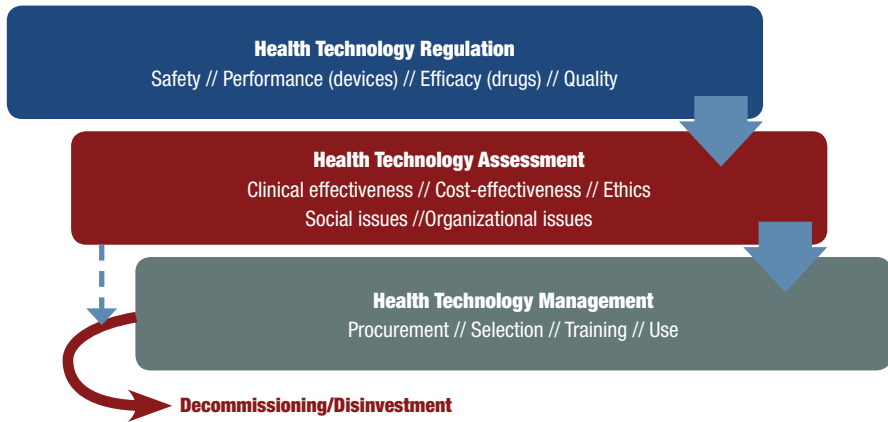 Health Technology Regulation
Safety // Performance (devices) // Efficacy (drugs) // Quality
Health Technology Assessment
Clinical effectiveness // Cost-effectiveness // Ethics
Social issues //Organizational issues
Health Technology Management
Procurement // Selection // Training // Use
Decommissioning/Disinvestment